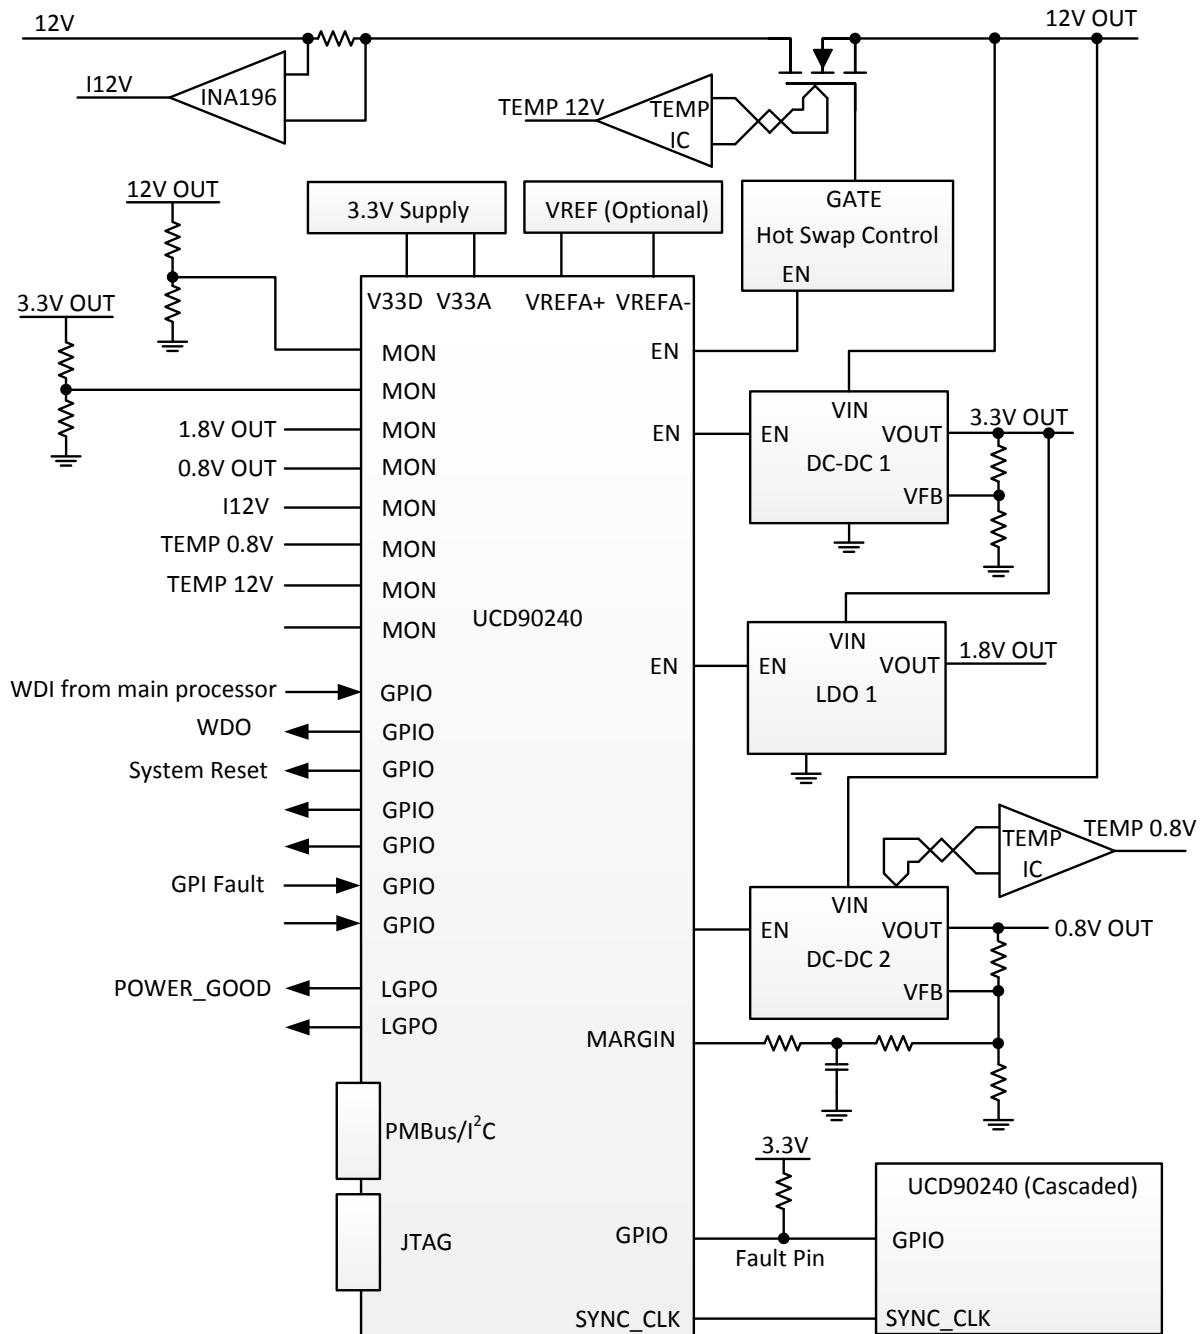 12V
12V OUT
I12V
INA196
TEMP 12V
TEMP
IC
12V OUT
3.3V Supply
VREF (Optional)
GATE
Hot Swap Control
EN
3.3V OUT
V33D
V33A
VREFA+
VREFA-
MON
EN
MON
VIN
1.8V OUT
MON
EN
EN
VOUT
3.3V OUT
0.8V OUT
MON
DC-DC 1
I12V
MON
VFB
TEMP 0.8V
MON
TEMP 12V
MON
UCD90240
MON
VIN
EN
EN
VOUT
1.8V OUT
WDI from main processor
GPIO
LDO 1
WDO
GPIO
System Reset
GPIO
GPIO
TEMP
IC
TEMP 0.8V
GPIO
GPI Fault
GPIO
VIN
GPIO
EN
VOUT
0.8V OUT
DC-DC 2
POWER_GOOD
LGPO
VFB
LGPO
MARGIN
PMBus/I²C
3.3V
UCD90240 (Cascaded)
JTAG
GPIO
GPIO
Fault Pin
SYNC_CLK
SYNC_CLK